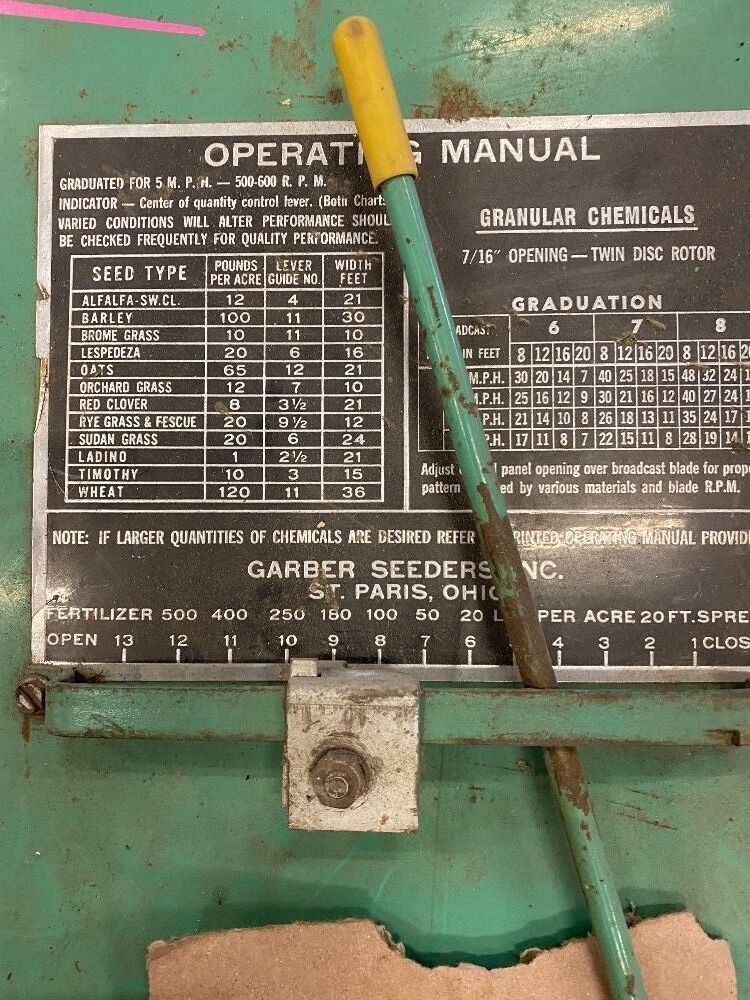 OPERATI G MANUAL
GRADUATED FOR 5 M. P. H. — 500-600 R. P. M.
INDICATOR — Center of quantity control lever. (Both Chart
VARIED CONDITIONS WILL ALTER PERFORMANCE SHOUL
BE CHECKED FREQUENTLY FOR QUALITY PERFORMANCE.
SEED TYPE POUNDS PER ACRE LEVER GUIDE NO. WIDTH FEET
ALFALFA-SW.CL. 12 4 21
BARLEY 100 11 30
BROME GRASS 10 11 10
LESPEDEZA 20 6 16
OATS 65 12 21
ORCHARD GRASS 12 7 10
RED CLOVER 8 3½ 21
RYE GRASS & FESCUE 20 9½ 12
SUDAN GRASS 20 6 24
LADINO 1 2½ 21
TIMOTHY 10 3 15
WHEAT 120 11 36
GRANULAR CHEMICALS
7/16" OPENING — TWIN DISC ROTOR
GRADUATION
ADCAST 6 7 8
IN FEET 8 12 16 20 8 12 16 20 8 12 16 20
M.P.H. 30 20 14 7 40 25 18 15 48 32 24 1
.P.H. 25 16 12 9 30 21 16 12 40 27 24 1
P.H. 21 14 10 8 26 18 13 11 35 24 17 1
P.H. 17 11 8 7 22 15 11 8 28 19 14
Adjust l panel opening over broadcast blade for prope
pattern ed by various materials and blade R.P.M.
NOTE: IF LARGER QUANTITIES OF CHEMICALS ARE DESIRED REFER RINTED OPERATING MANUAL PROVID
GARBER SEEDERS NC.
ST. PARIS, OHIO
FERTILIZER 500 400 250 180 100 50 20 L PER ACRE 20 FT. SPRE
OPEN 13 12 11 10 9 8 7 6 4 3 2 1 CLOS